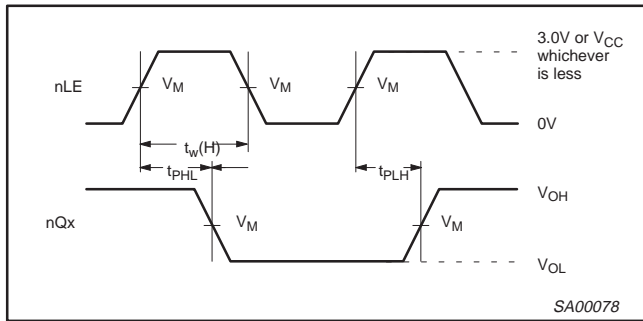 3.0V or VCC
whichever
is less
nLE
VM
VM
VM
0V
tw(H)
tPHL
tPLH
VOH
nQx
VM
VM
VOL
SA00078